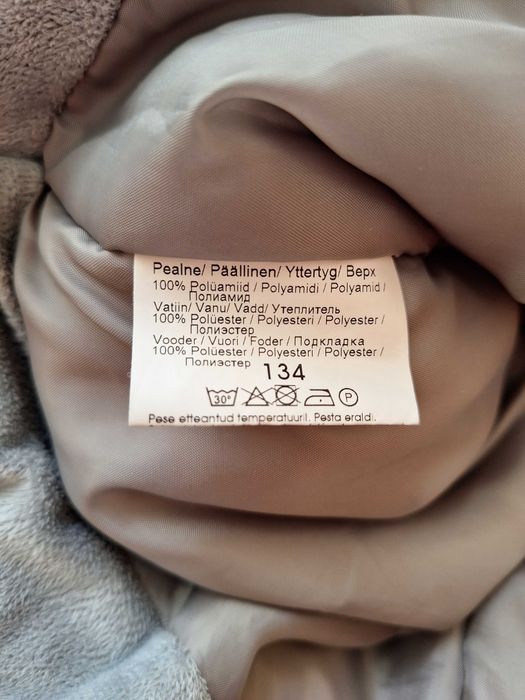 Pealne/ Päällinen/ Yttertyg/ Верх
100% Polüamiid / Polyamidi / Polyamid /
Полиамид
Vatiin/ Vanu/ Vadd/ Утеплитель
100% Polüester / Polyesteri / Polyester /
Полиэстер
Vooder / Vuori / Foder / Подкладка
100% Polüester / Polyesteri / Polyester /
Полиэстер 134
30° P
Pese etteantud temperatuuril. Pesta eraldi.